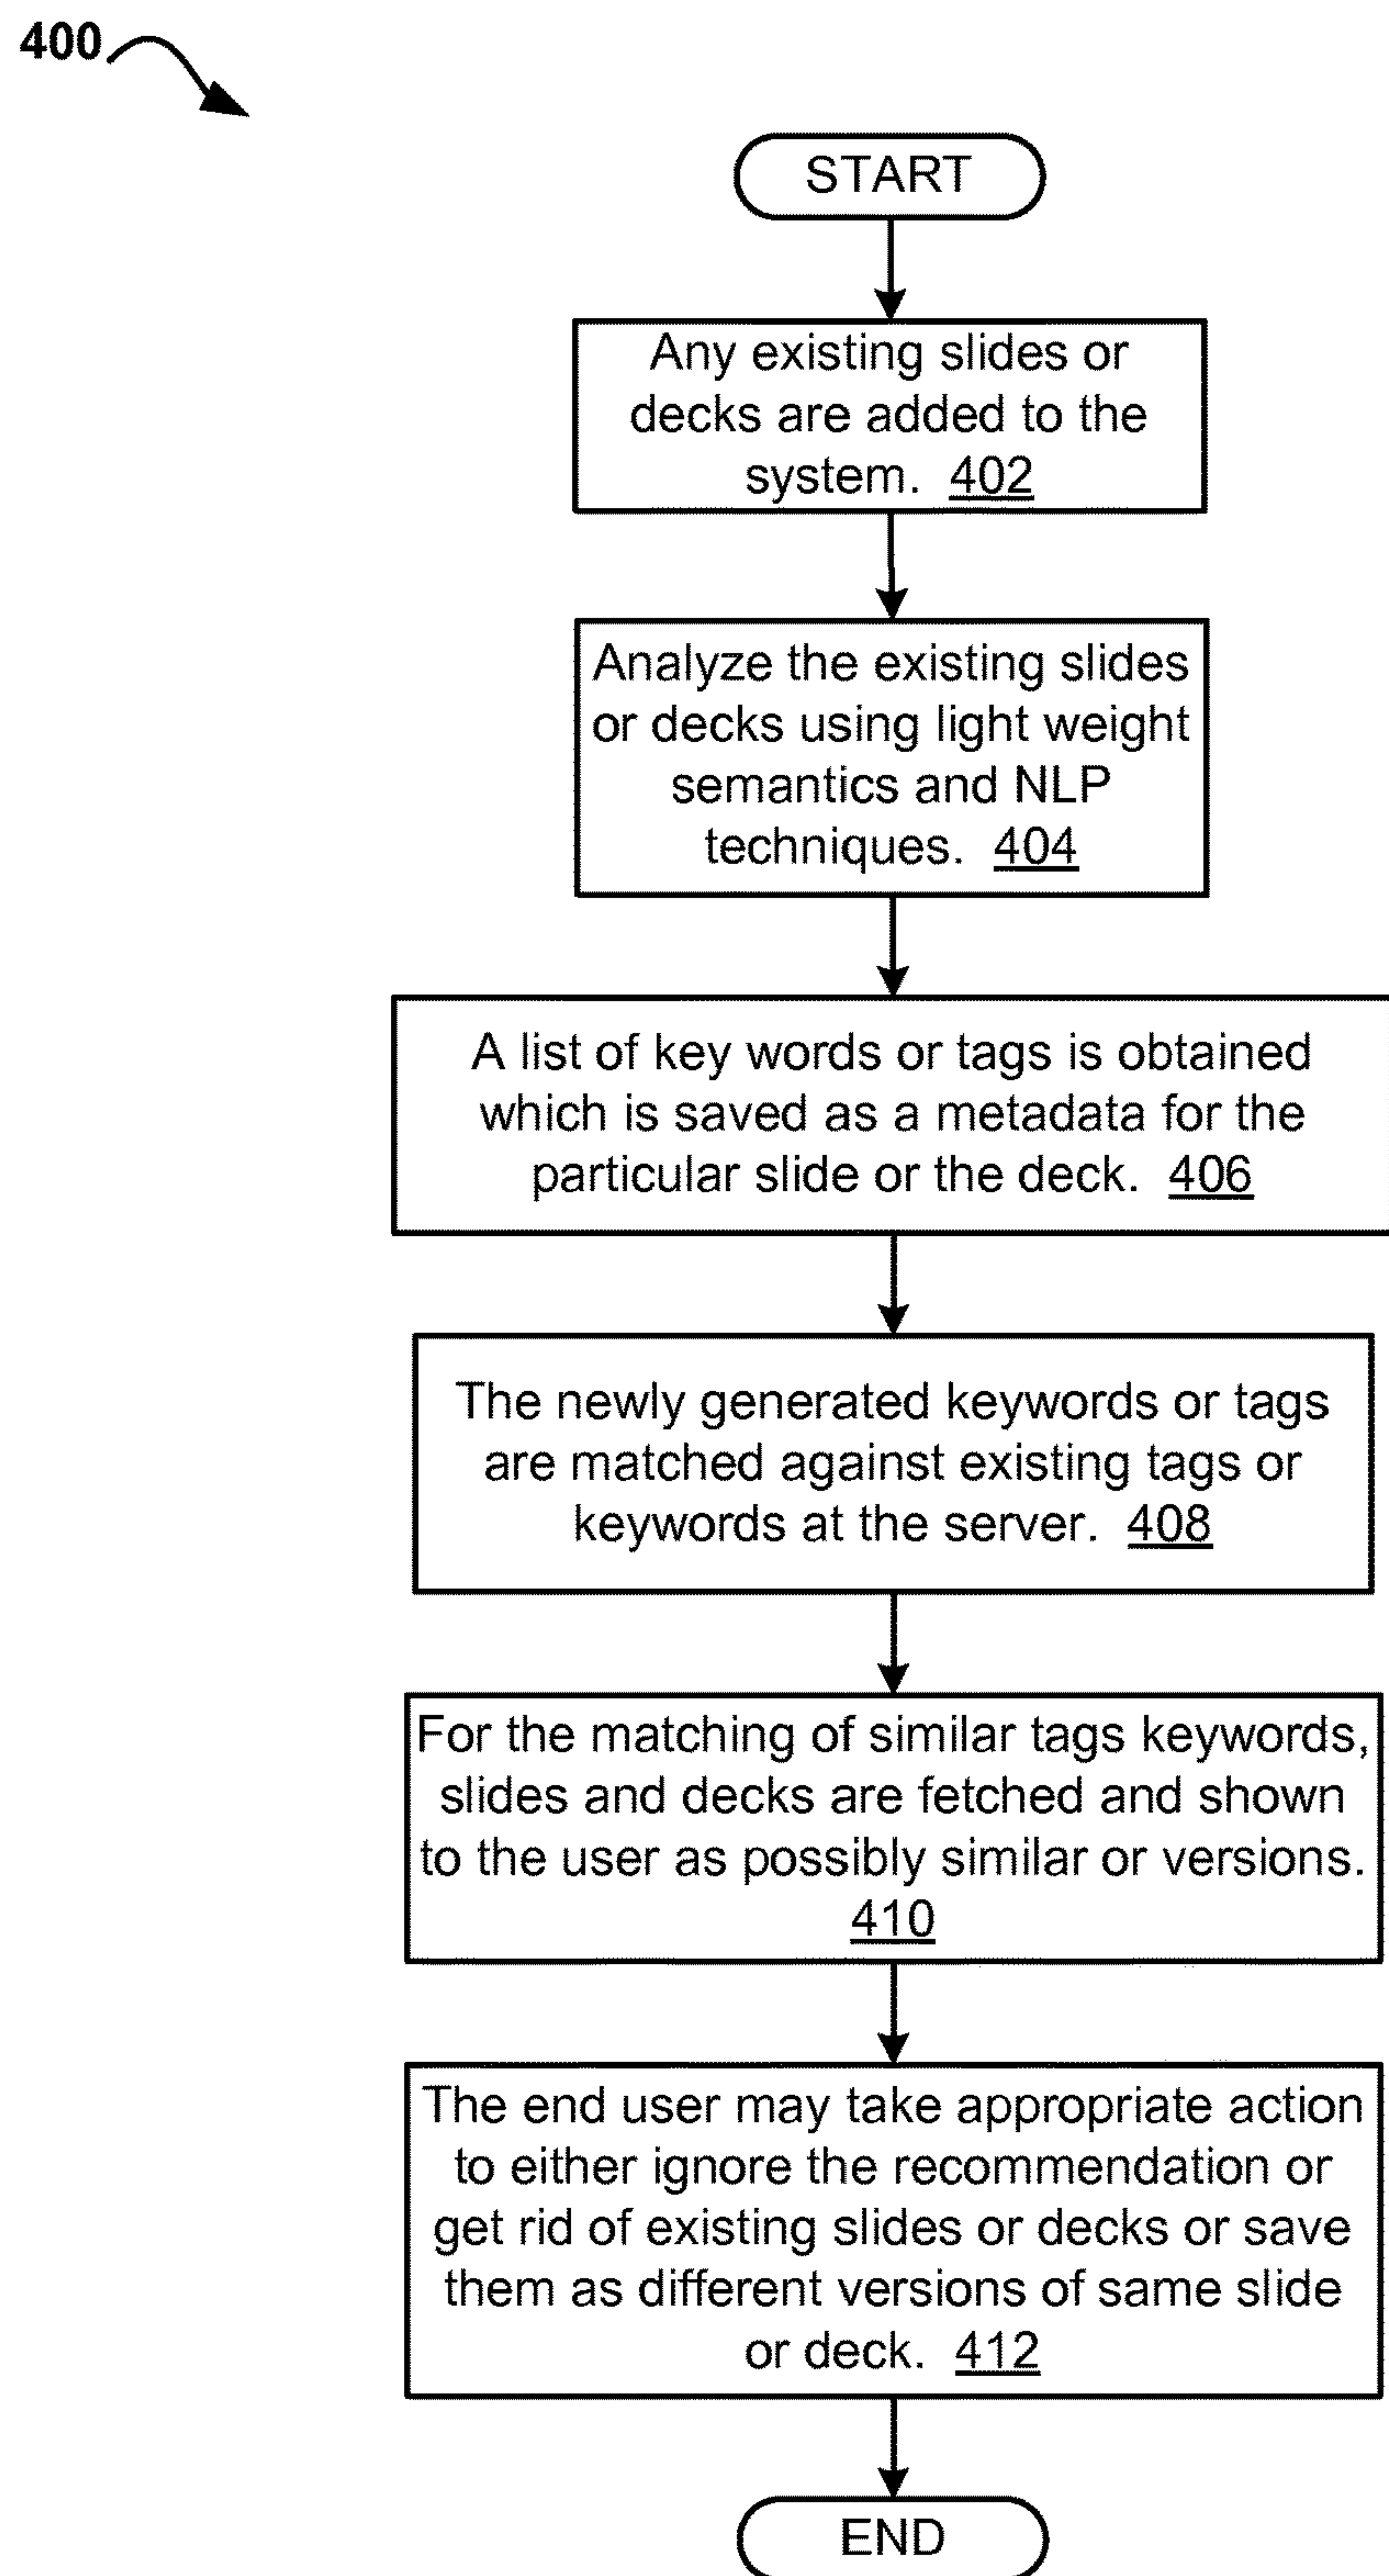 400
START
Any existing slides or
decks are added to the
system. 402
Analyze the existing slides
or decks using light weight
semantics and NLP
techniques. 404
A list of key words or tags is obtained
which is saved as a metadata for the
particular slide or the deck. 406
The newly generated keywords or tags
are matched against existing tags or
keywords at the server. 408
For the matching of similar tags keywords,
slides and decks are fetched and shown
to the user as possibly similar or versions.
410
The end user may take appropriate action
to either ignore the recommendation or
get rid of existing slides or decks or save
them as different versions of same slide
or deck. 412
END